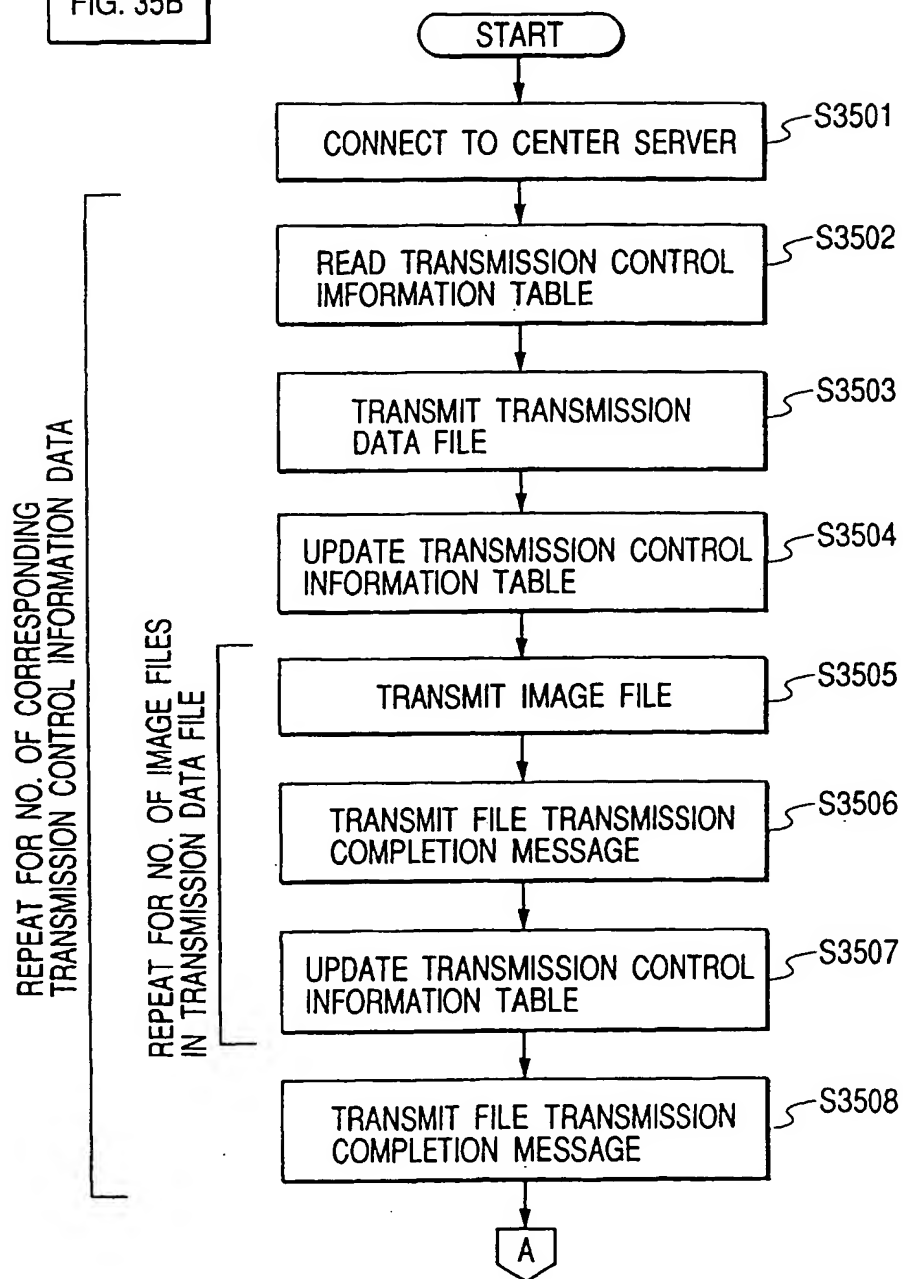 FIG. 35B
START
CONNECT TO CENTER SERVER
S3501
READ TRANSMISSION CONTROL
IMFORMATION TABLE
S3502
TRANSMIT TRANSMISSION
DATA FILE
S3503
UPDATE TRANSMISSION CONTROL
INFORMATION TABLE
S3504
TRANSMIT IMAGE FILE
S3505
TRANSMIT FILE TRANSMISSION
COMPLETION MESSAGE
S3506
UPDATE TRANSMISSION CONTROL
INFORMATION TABLE
S3507
TRANSMIT FILE TRANSMISSION
COMPLETION MESSAGE
S3508
A
REPEAT FOR NO. OF CORRESPONDING
TRANSMISSION CONTROL INFORMATION DATA
REPEAT FOR NO. OF IMAGE FILES
IN TRANSMISSION DATA FILE